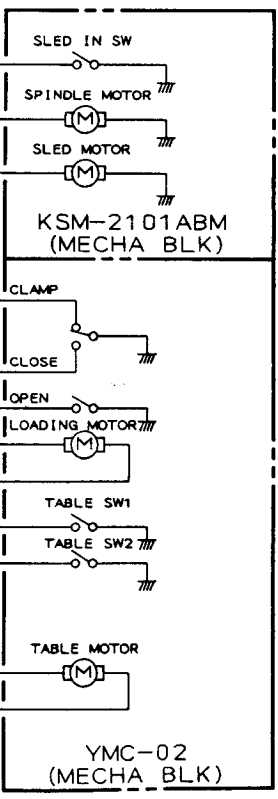 SLED IN SW
SPINDLE MOTOR
M
SLED MOTOR
M
KSM-2101ABM
(MECHA BLK)
CLAMP
CLOSE
OPEN
LOADING MOTOR
M
TABLE SW1
TABLE SW2
TABLE MOTOR
M
YMC-02
(MECHA BLK)